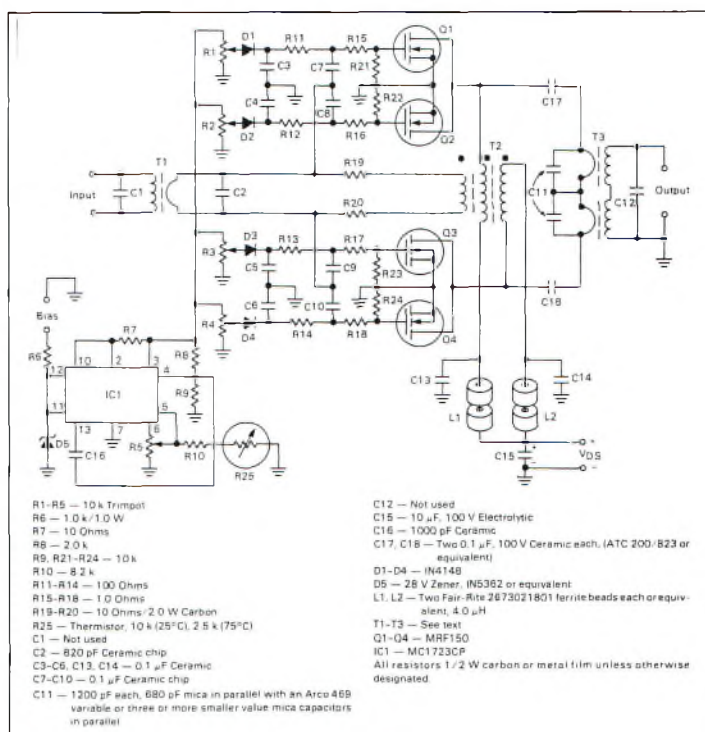 D1
R11
R15
Q1
R1
C3
C7
R21
C4
R22
C8
R2
D2
R12
R16
Q2
C17
T1
R19
T2
T3
Input
C1
C2
C11
C12
Output
R20
R3
D3
R13
R17
Q3
C5
C9
R23
C18
C6
C10
R24
R4
D4
R14
R18
Q4
Bias
R7
R6
R8
C13
C14
12
10
2
3
4
IC1
R9
L1
L2
11
5
13
7
6
D5
C16
R5
R10
R25
C15
+
−
+
VDS
−
R1–R5 — 10 k Trimpot
R6 — 1.0 k/1.0 W
R7 — 10 Ohms
R8 — 2.0 k
R9, R21–R24 — 10 k
R10 — 8.2 k
R11–R14 — 100 Ohms
R15–R18 — 1.0 Ohms
R19–R20 — 10 Ohms/2.0 W Carbon
R25 — Thermistor, 10 k (25°C), 2.5 k (75°C)
C1 — Not used
C2 — 820 pF Ceramic chip
C3–C6, C13, C14 — 0.1 µF Ceramic
C7–C10 — 0.1 µF Ceramic chip
C11 — 1200 pF each, 680 pF mica in parallel with an Arco 469
variable or three or more smaller value mica capacitors
in parallel
C12 — Not used
C15 — 10 µF, 100 V Electrolytic
C16 — 1000 pF Ceramic
C17, C18 — Two 0.1 µF, 100 V Ceramic each, (ATC 200/823 or
equivalent)
D1–D4 — IN4148
D5 — 28 V Zener, IN5362 or equivalent
L1, L2 — Two Fair-Rite 2673021801 ferrite beads each or equiv-
alent, 4.0 µH
T1–T3 — See text
Q1–Q4 — MRF150
IC1 — MC1723CP
All resistors 1/2 W carbon or metal film unless otherwise
designated.